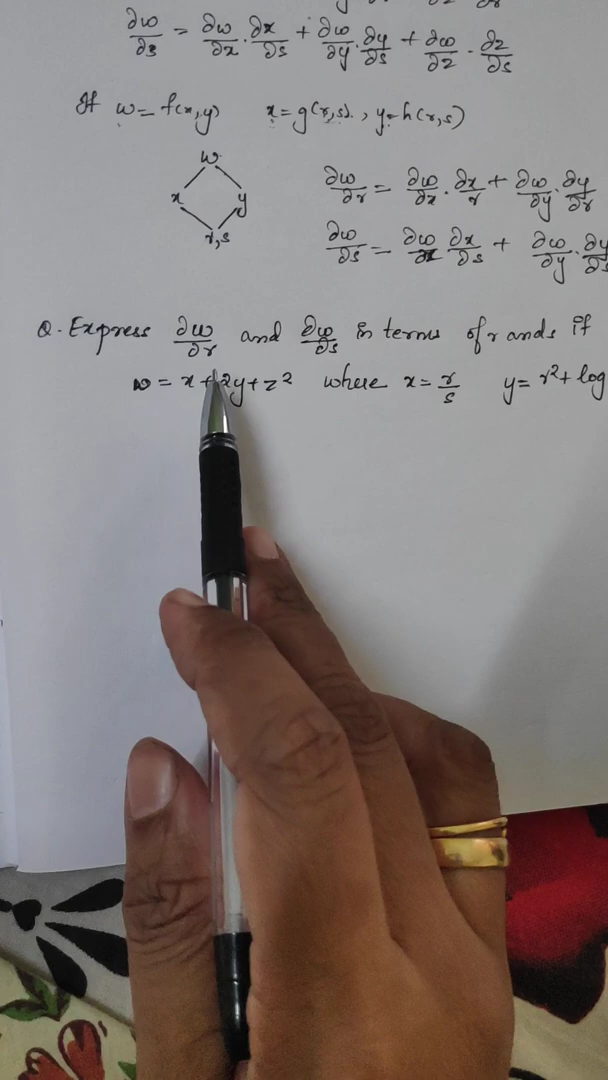 ∂w/∂s = ∂w/∂x . ∂x/∂s + ∂w/∂y . ∂y/∂s + ∂w/∂z . ∂z/∂s
If w = f(x,y) x = g(r,s) , y = h(r,s)
w
x y
r,s
∂w/∂r = ∂w/∂x . ∂x/r + ∂w/∂y . ∂y/∂r
∂w/∂s = ∂w/∂x ∂x/∂s + ∂w/∂y . ∂y/∂s
Q. Express ∂w/∂r and ∂w/∂s in terms of r and s if
w = x + 2y + z² where x = r/s y = r² + log